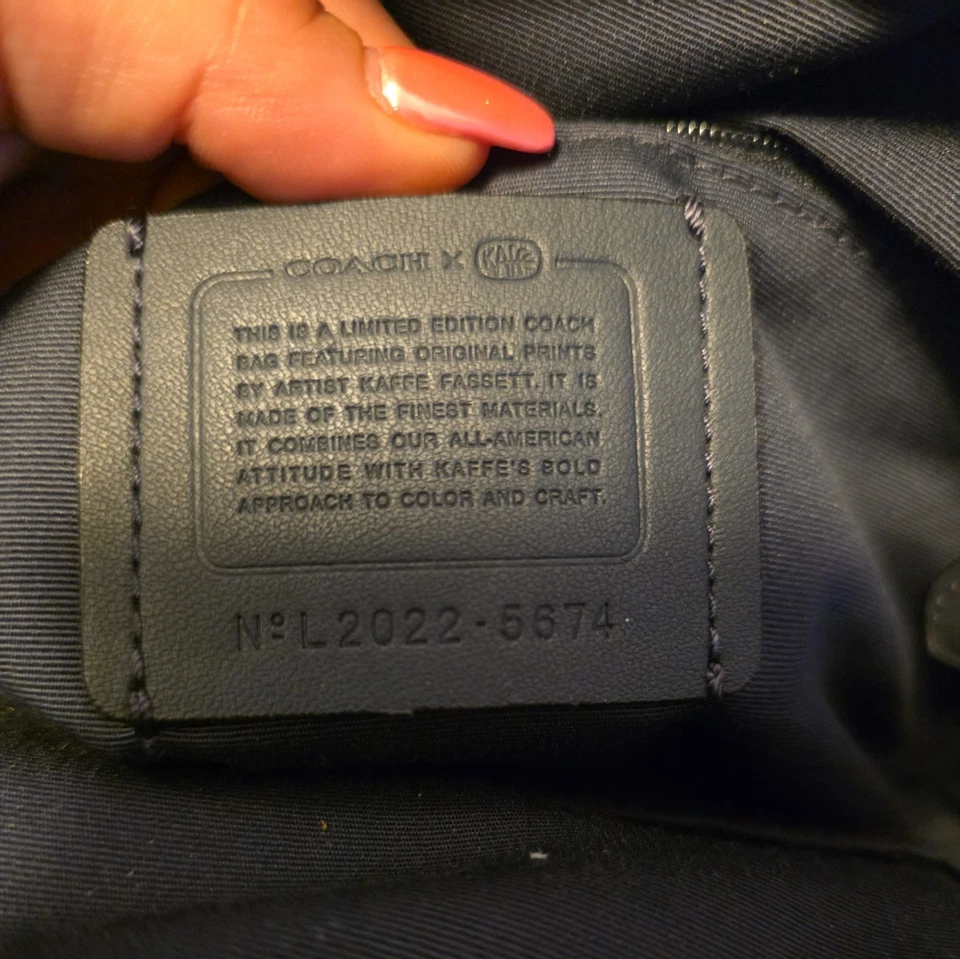 COACH X KAFFE
THIS IS A LIMITED EDITION COACH
BAG FEATURING ORIGINAL PRINTS
BY ARTIST KAFFE FASSETT. IT IS
MADE OF THE FINEST MATERIALS.
IT COMBINES OUR ALL-AMERICAN
ATTITUDE WITH KAFFE'S BOLD
APPROACH TO COLOR AND CRAFT.
Nº L2022-5674